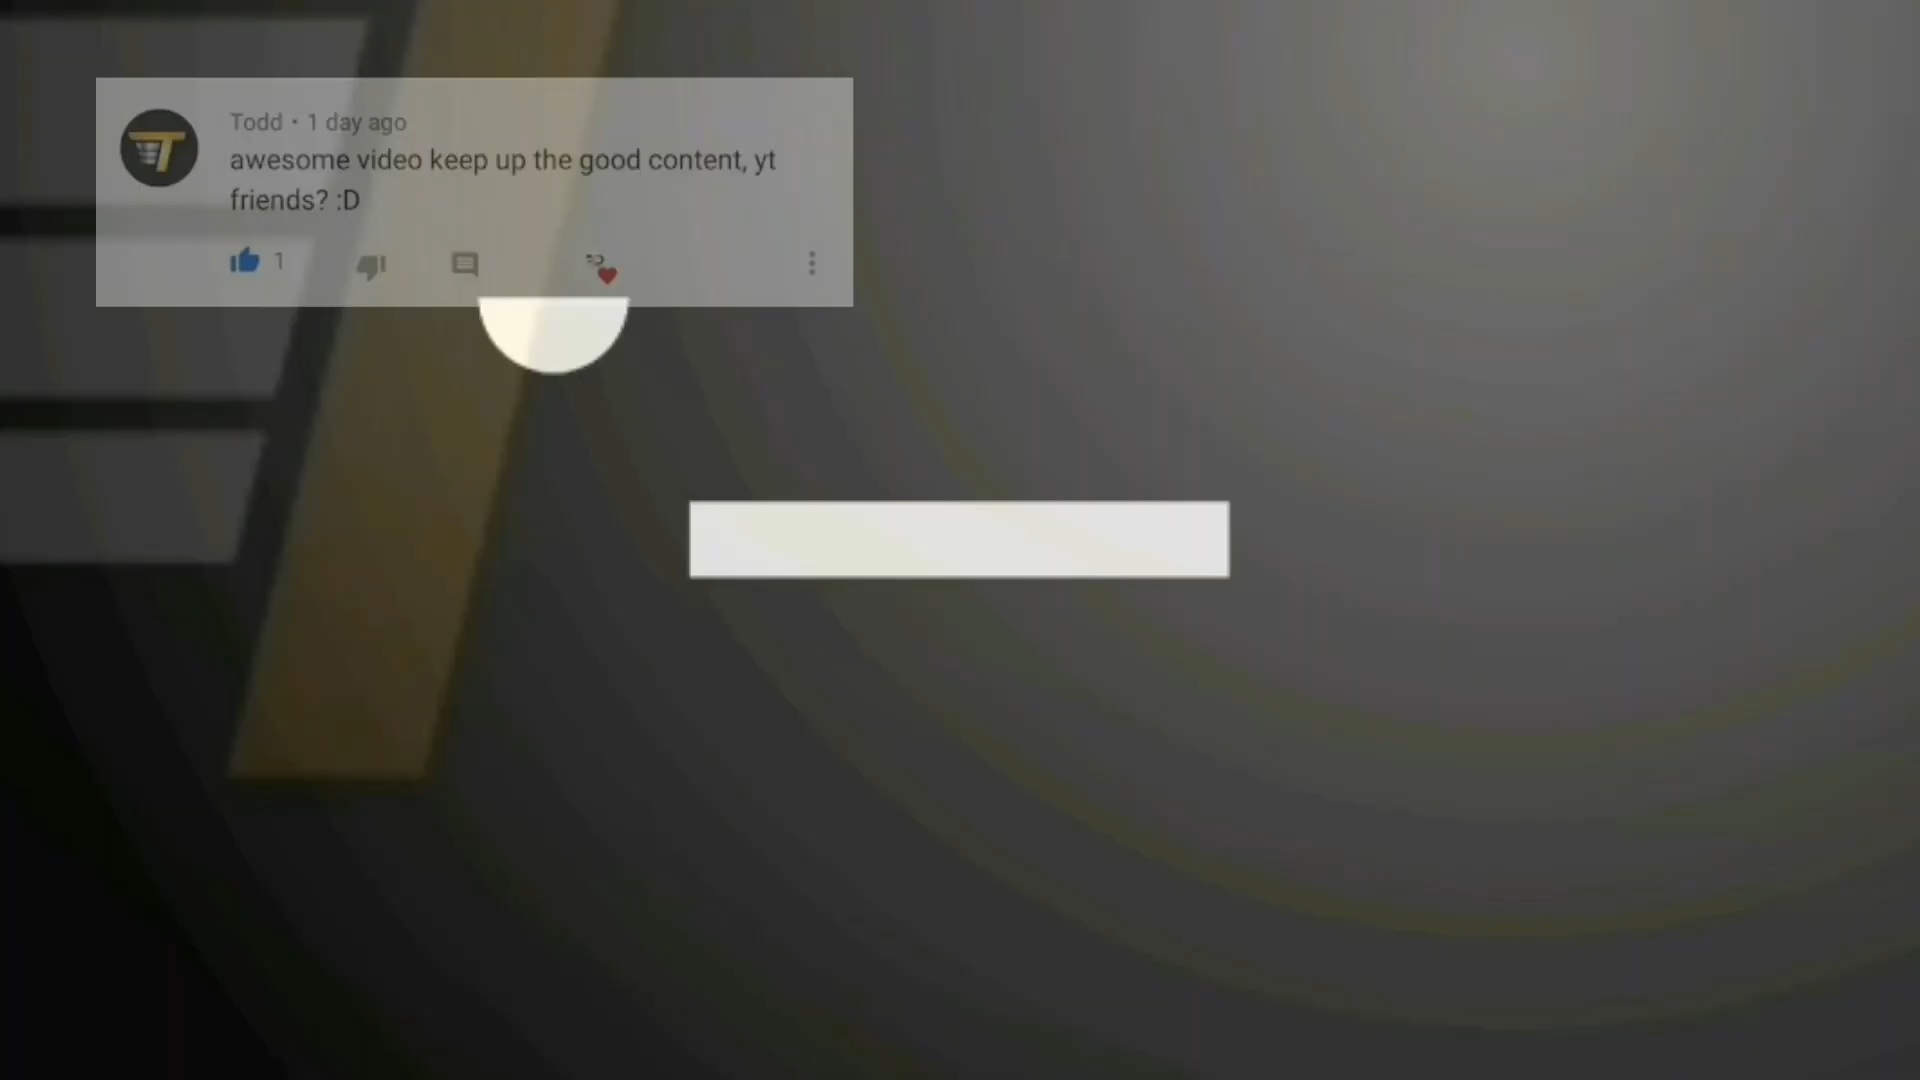 Todd • 1 day ago
awesome video keep up the good content, yt
friends? :D
1